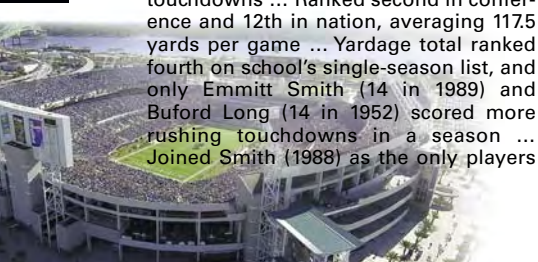 touchdowns ... Ranked second in confer-
ence and 12th in nation, averaging 117.5
yards per game ... Yardage total ranked
fourth on school's single-season list, and
only Emmitt Smith (14 in 1989) and
Buford Long (14 in 1952) scored more
rushing touchdowns in a season ...
Joined Smith (1988) as the only players